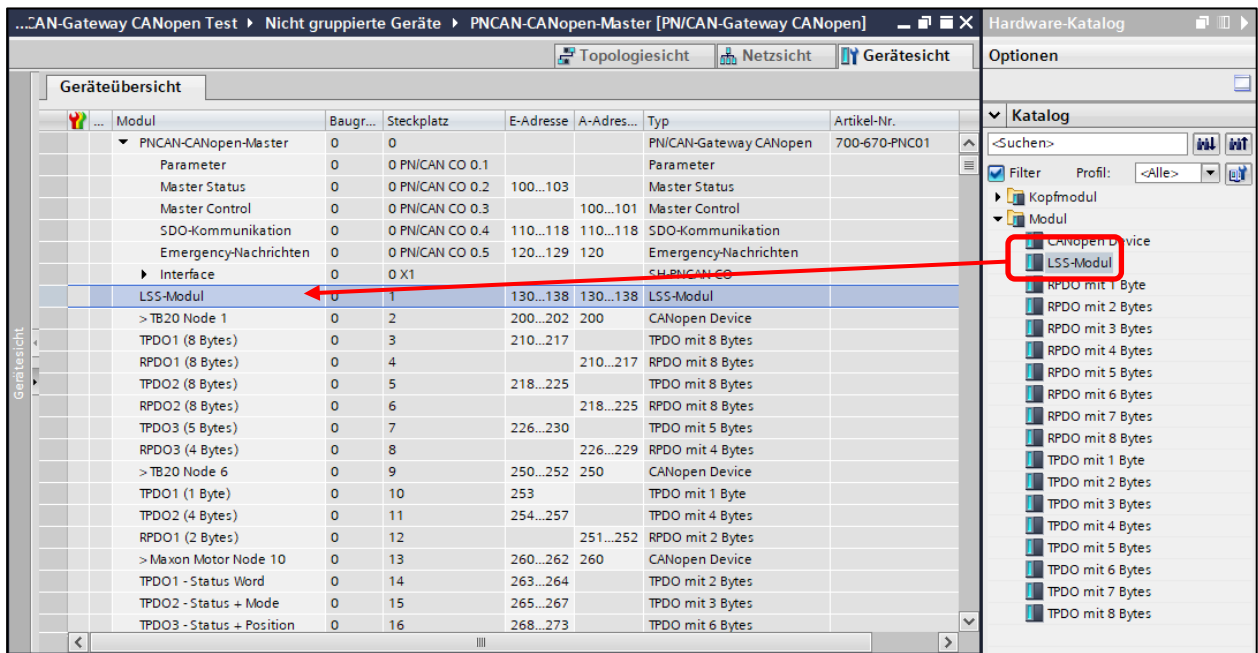 ...CAN-Gateway CANopen Test ▸ Nicht gruppierte Geräte ▸ PNCAN-CANopen-Master [PN/CAN-Gateway CANopen]
Topologiesicht Netzsicht Gerätesicht
Geräteübersicht
... Modul Baugr... Steckplatz E-Adresse A-Adres... Typ Artikel-Nr.
PNCAN-CANopen-Master 0 0 PN/CAN-Gateway CANopen 700-670-PNC01
Parameter 0 0 PN/CAN CO 0.1 Parameter
Master Status 0 0 PN/CAN CO 0.2 100...103 Master Status
Master Control 0 0 PN/CAN CO 0.3 100...101 Master Control
SDO-Kommunikation 0 0 PN/CAN CO 0.4 110...118 110...118 SDO-Kommunikation
Emergency-Nachrichten 0 0 PN/CAN CO 0.5 120...129 120 Emergency-Nachrichten
Interface 0 0 X1 SH-PNCAN-CO
LSS-Modul 0 1 130...138 130...138 LSS-Modul
>TB20 Node 1 0 2 200...202 200 CANopen Device
TPDO1 (8 Bytes) 0 3 210...217 TPDO mit 8 Bytes
RPDO1 (8 Bytes) 0 4 210...217 RPDO mit 8 Bytes
TPDO2 (8 Bytes) 0 5 218...225 TPDO mit 8 Bytes
RPDO2 (8 Bytes) 0 6 218...225 RPDO mit 8 Bytes
TPDO3 (5 Bytes) 0 7 226...230 TPDO mit 5 Bytes
RPDO3 (4 Bytes) 0 8 226...229 RPDO mit 4 Bytes
>TB20 Node 6 0 9 250...252 250 CANopen Device
TPDO1 (1 Byte) 0 10 253 TPDO mit 1 Byte
TPDO2 (4 Bytes) 0 11 254...257 TPDO mit 4 Bytes
RPDO1 (2 Bytes) 0 12 251...252 RPDO mit 2 Bytes
>Maxon Motor Node 10 0 13 260...262 260 CANopen Device
TPDO1 - Status Word 0 14 263...264 TPDO mit 2 Bytes
TPDO2 - Status + Mode 0 15 265...267 TPDO mit 3 Bytes
TPDO3 - Status + Position 0 16 268...273 TPDO mit 6 Bytes
Gerätesicht
Hardware-Katalog
Optionen
Katalog
<Suchen>
Filter Profil: <Alle>
Kopfmodul
Modul
CANopen Device
LSS-Modul
RPDO mit 1 Byte
RPDO mit 2 Bytes
RPDO mit 3 Bytes
RPDO mit 4 Bytes
RPDO mit 5 Bytes
RPDO mit 6 Bytes
RPDO mit 7 Bytes
RPDO mit 8 Bytes
TPDO mit 1 Byte
TPDO mit 2 Bytes
TPDO mit 3 Bytes
TPDO mit 4 Bytes
TPDO mit 5 Bytes
TPDO mit 6 Bytes
TPDO mit 7 Bytes
TPDO mit 8 Bytes